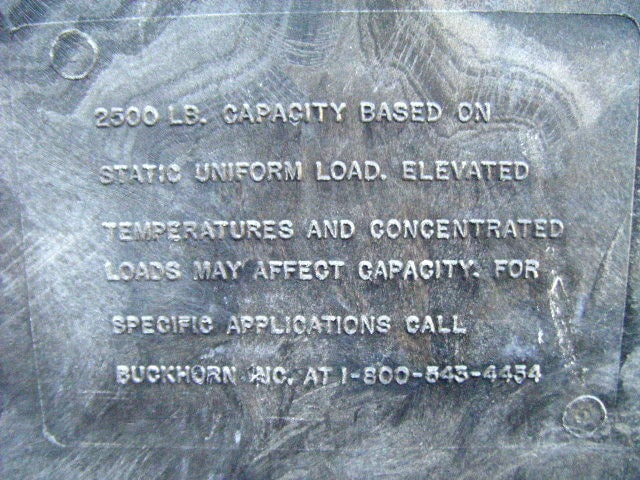 2500 LB. CAPACITY BASED ON
STATIC UNIFORM LOAD. ELEVATED
TEMPERATURES AND CONCENTRATED
LOADS MAY AFFECT CAPACITY. FOR
SPECIFIC APPLICATIONS CALL
BUCKHORN INC. AT 1-800-543-4454